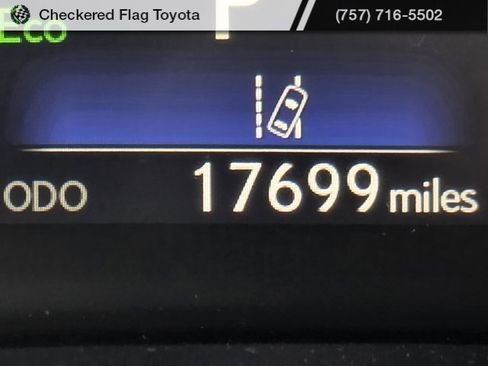 Checkered Flag Toyota (757) 716-5502
Eco P
ODO 17699 miles